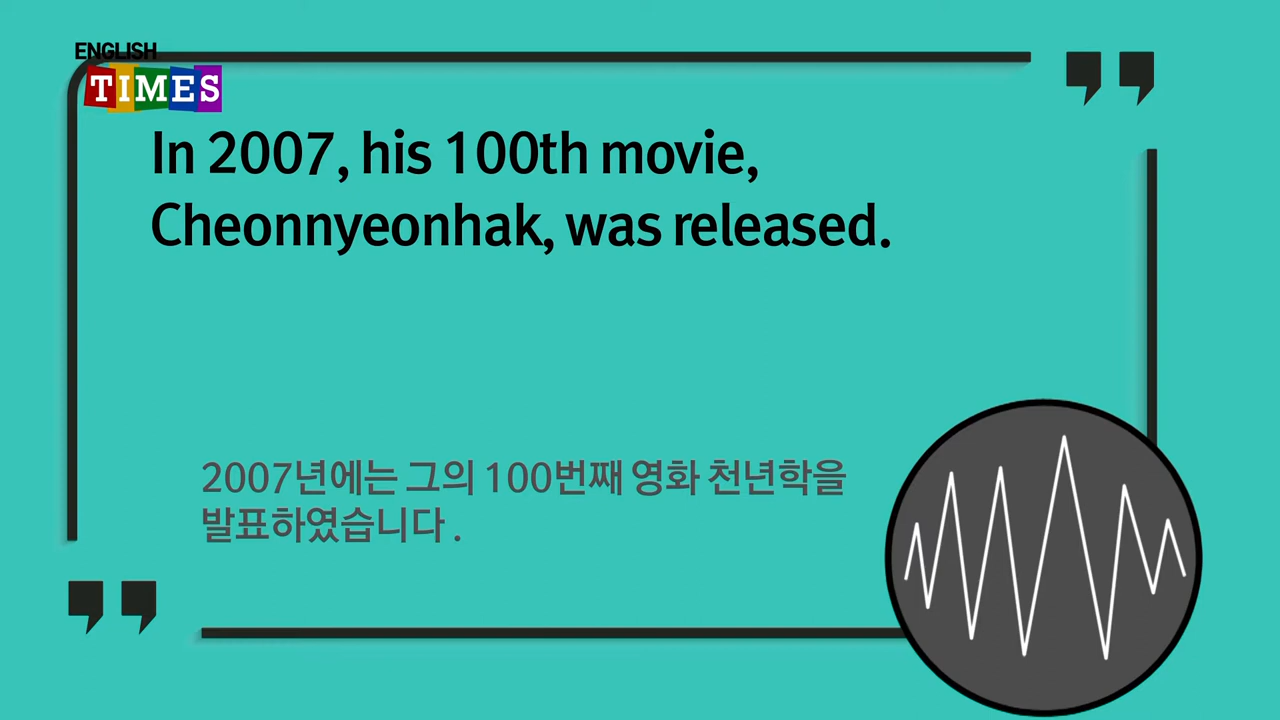 ENGLISH
TIMES
In 2007, his 100th movie,
Cheonnyeonhak, was released.
2007년에는 그의 100번째 영화 천년학을
발표하였습니다.